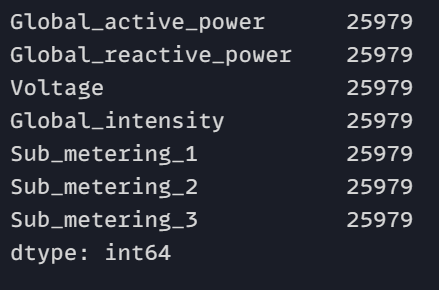 Global_active_power      25979
Global_reactive_power    25979
Voltage                  25979
Global_intensity         25979
Sub_metering_1           25979
Sub_metering_2           25979
Sub_metering_3           25979
dtype: int64